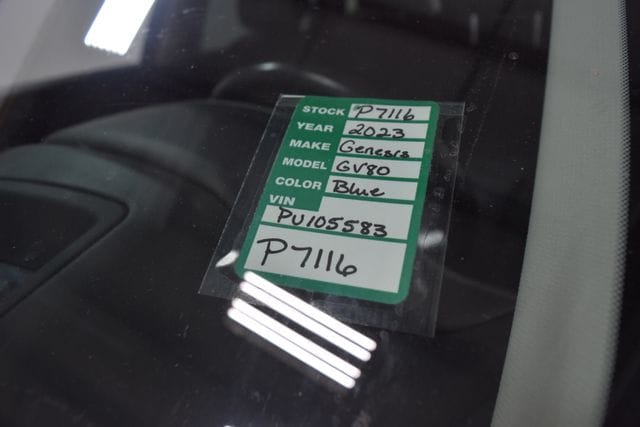 STOCK P7116
YEAR 2023
MAKE Genesis
MODEL GV80
COLOR Blue
VIN
PU105583
P7116